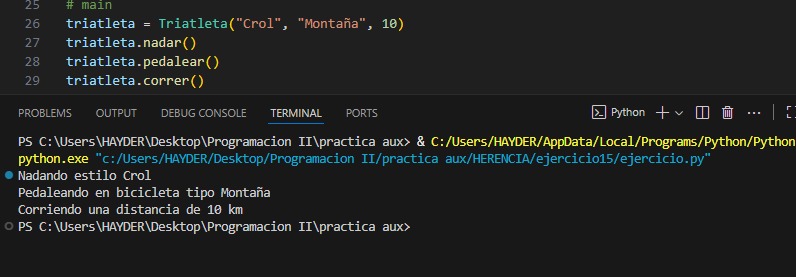 25 # main
26 triatleta = Triatleta("Crol", "Montaña", 10)
27 triatleta.nadar()
28 triatleta.pedalear()
29 triatleta.correr()
PROBLEMS OUTPUT DEBUG CONSOLE TERMINAL PORTS Python
PS C:\Users\HAYDER\Desktop\Programacion II\practica aux> & C:/Users/HAYDER/AppData/Local/Programs/Python/Python
python.exe "c:/Users/HAYDER/Desktop/Programacion II/practica aux/HERENCIA/ejercicio15/ejercicio.py"
Nadando estilo Crol
Pedaleando en bicicleta tipo Montaña
Corriendo una distancia de 10 km
PS C:\Users\HAYDER\Desktop\Programacion II\practica aux>